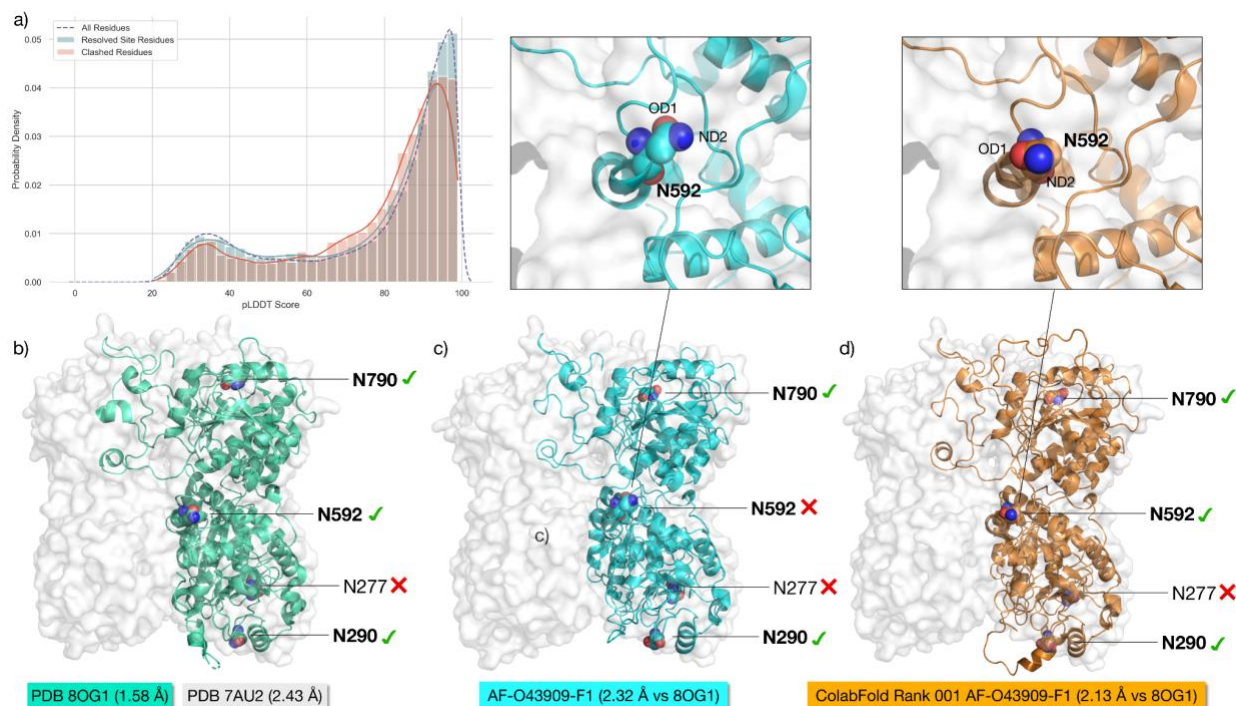 a)
All Residues
Resolved Site Residues
Clashed Residues
Probability Density
0.05
0.04
0.03
0.02
0.01
0.00
0 20 40 60 80 100
pLDDT Score
OD1
ND2
N592
OD1
N592
ND2
b)
N790 ✓
N592 ✓
N277 ✕
N290 ✓
PDB 8OG1 (1.58 Å)
PDB 7AU2 (2.43 Å)
c)
N790 ✓
N592 ✕
c)
N277 ✕
N290 ✓
AF-O43909-F1 (2.32 Å vs 8OG1)
d)
N790 ✓
N592 ✓
N277 ✕
N290 ✓
ColabFold Rank 001 AF-O43909-F1 (2.13 Å vs 8OG1)